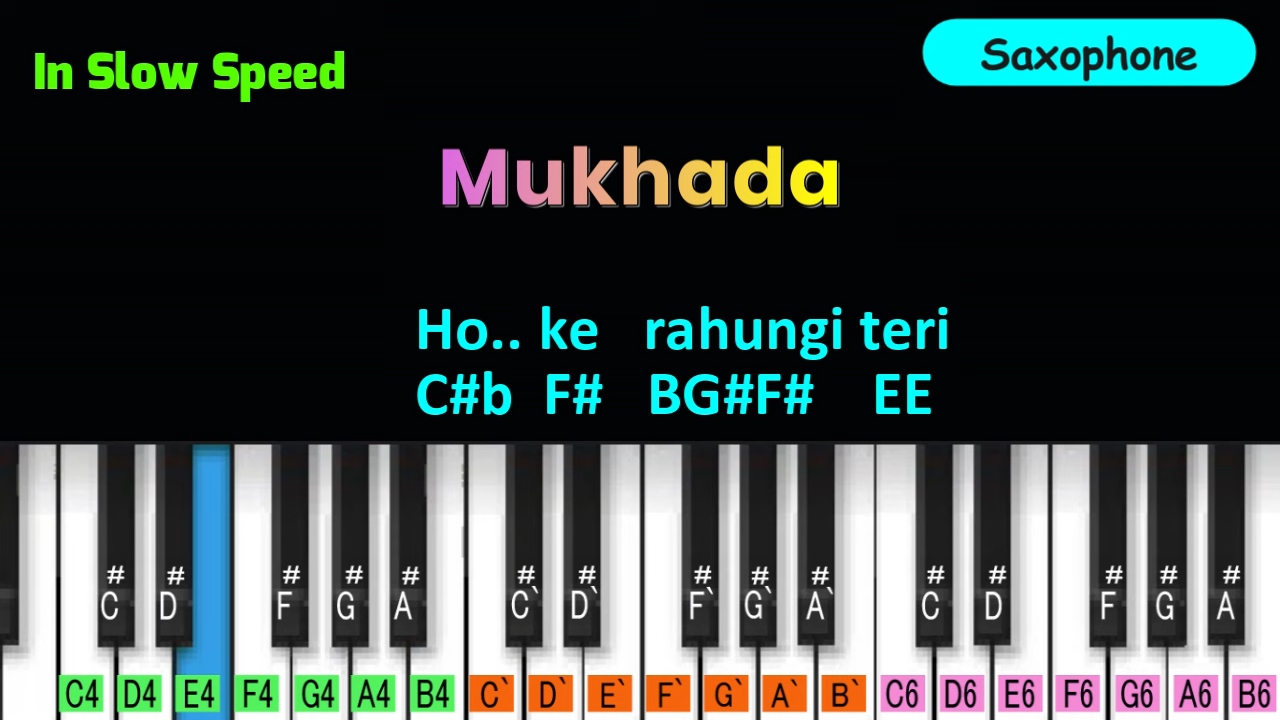 In Slow Speed
Saxophone
Mukhada
Ho.. ke rahungi teri
C#b F# BG#F# EE
# # # # # # # # # # # # # # #
C D F G A C` D` F` G` A` C D F G A
C4 D4 E4 F4 G4 A4 B4 C` D` E` F` G` A` B` C6 D6 E6 F6 G6 A6 B6